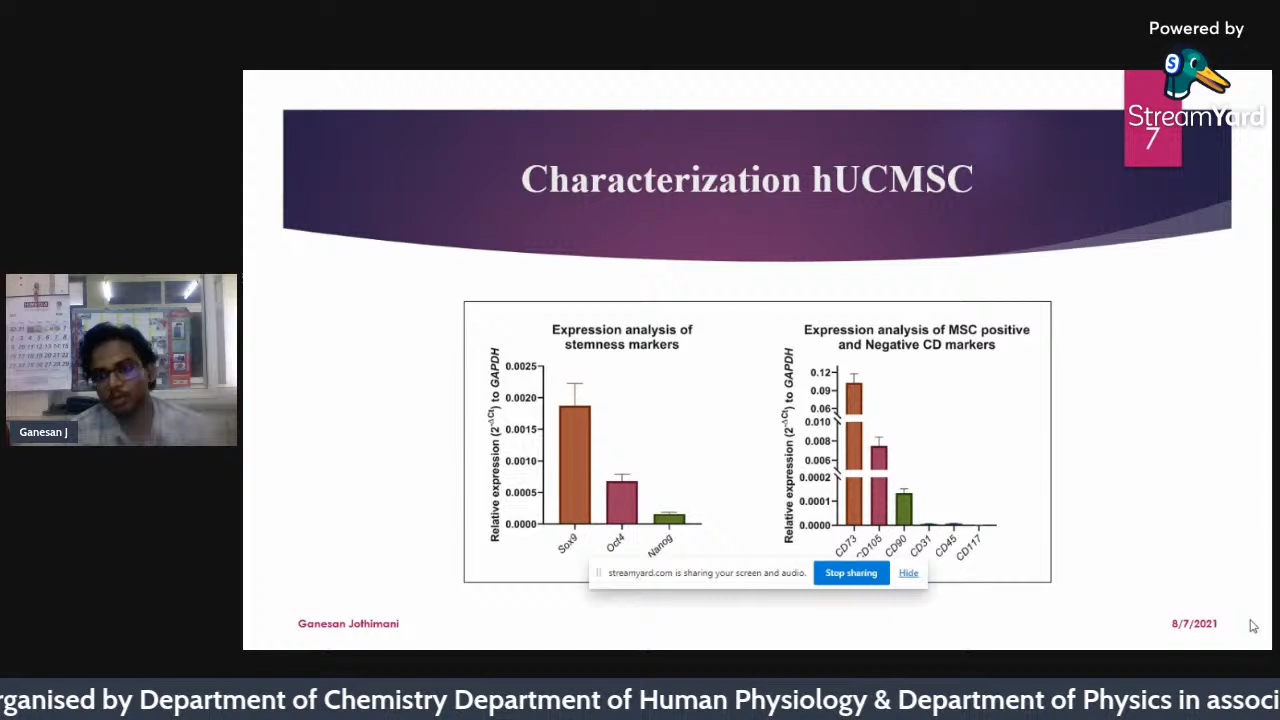 Powered by
StreamYard
7
Characterization hUCMSC
Expression analysis of
stemness markers
Relative expression (2^-ΔCt) to GAPDH
0.0025
0.0020
0.0015
0.0010
0.0005
0.0000
Sox9
Oct4
Nanog
Expression analysis of MSC positive
and Negative CD markers
Relative expression (2^-ΔCt) to GAPDH
0.12
0.09
0.06
0.010
0.008
0.006
0.0002
0.0001
0.0000
CD73
CD105
CD90
CD31
CD45
CD117
streamyard.com is sharing your screen and audio.
Stop sharing
Hide
Ganesan J
Ganesan Jothimani
8/7/2021
rganised by Department of Chemistry Department of Human Physiology & Department of Physics in associ